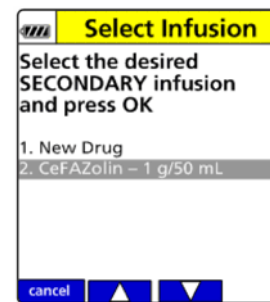 Select Infusion
Select the desired
SECONDARY infusion
and press OK
1. New Drug
2. CeFAZolin – 1 g/50 mL
cancel